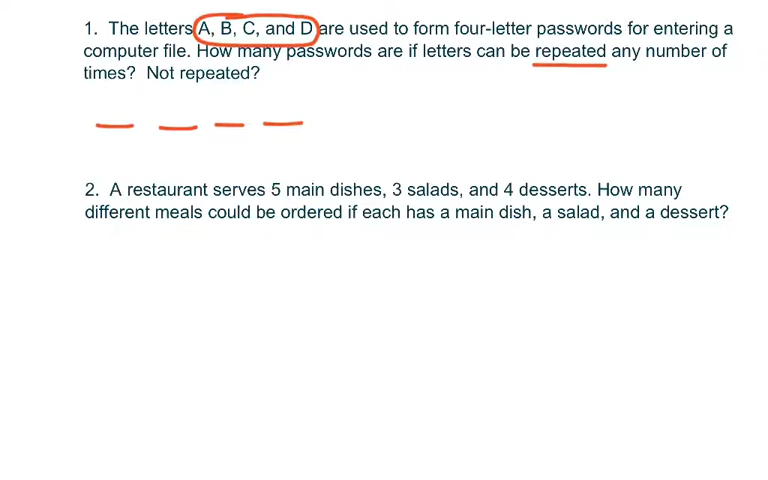 1. The letters A, B, C, and D are used to form four-letter passwords for entering a
computer file. How many passwords are if letters can be repeated any number of
times? Not repeated?
2. A restaurant serves 5 main dishes, 3 salads, and 4 desserts. How many
different meals could be ordered if each has a main dish, a salad, and a dessert?